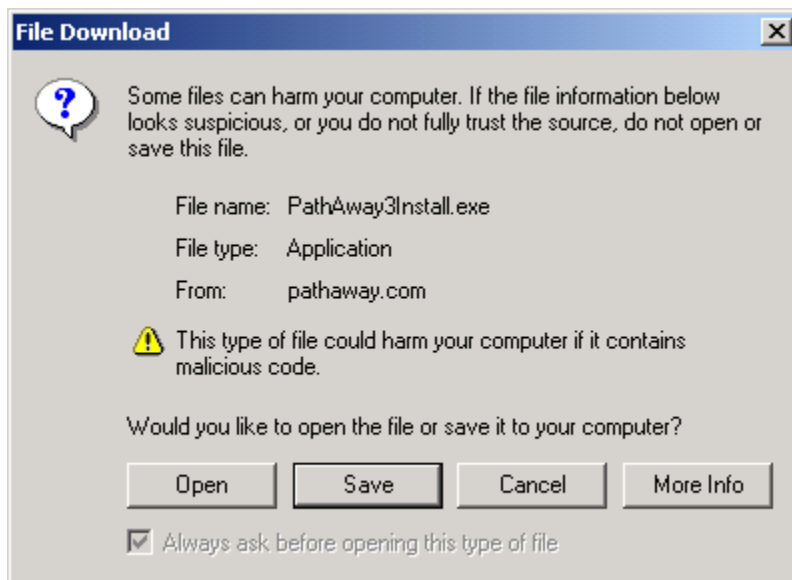 File Download
Some files can harm your computer. If the file information below
looks suspicious, or you do not fully trust the source, do not open or
save this file.
File name: PathAway3Install.exe
File type: Application
From: pathaway.com
This type of file could harm your computer if it contains
malicious code.
Would you like to open the file or save it to your computer?
Open Save Cancel More Info
Always ask before opening this type of file